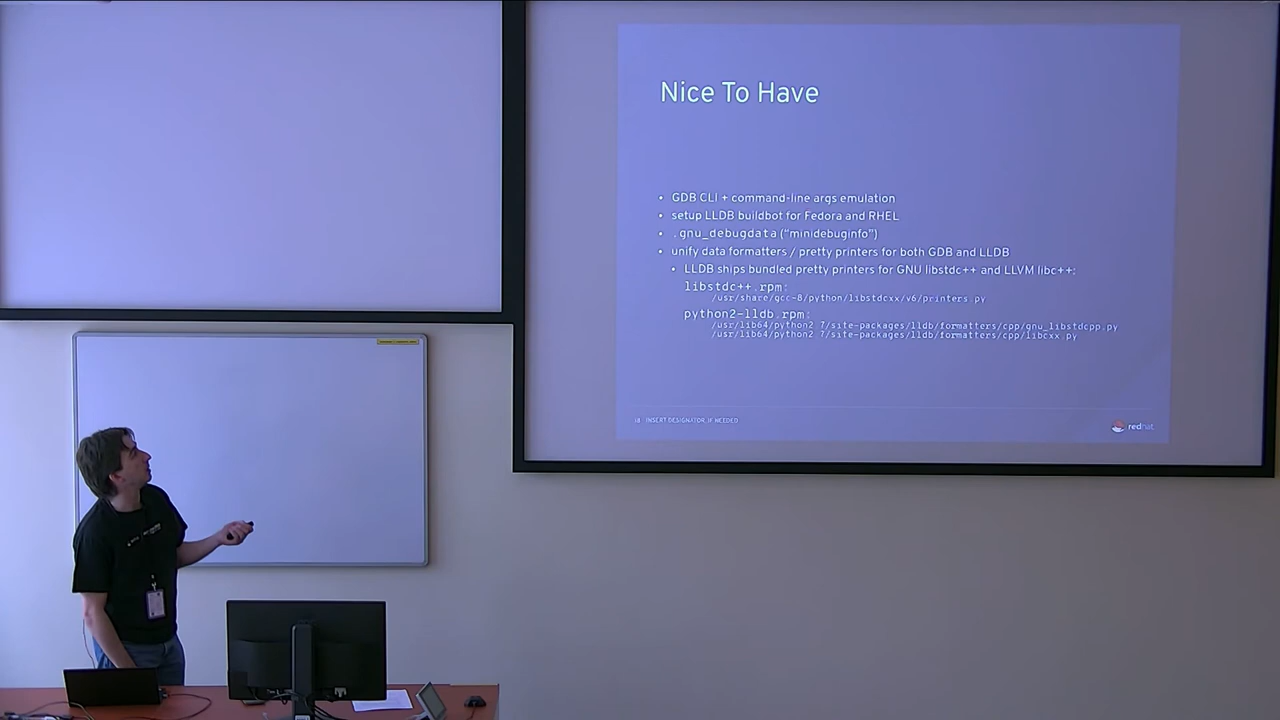 Nice To Have
• GDB CLI + command-line args emulation
• setup LLDB buildbot for Fedora and RHEL
• .gnu_debugdata (“minidebuginfo”)
• unify data formatters / pretty printers for both GDB and LLDB
• LLDB ships bundled pretty printers for GNU libstdc++ and LLVM libc++:
libstdc++.rpm:
/usr/share/gcc-8/python/libstdcxx/v6/printers.py
python2-lldb.rpm:
/usr/lib64/python2.7/site-packages/lldb/formatters/cpp/gnu_libstdcpp.py
/usr/lib64/python2.7/site-packages/lldb/formatters/cpp/libcxx.py
18 INSERT DESIGNATOR, IF NEEDED
redhat